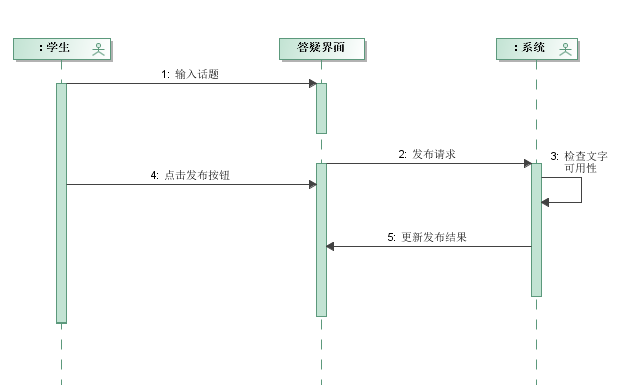 : 学生
答疑界面
: 系统
1: 输入话题
2: 发布请求
3: 检查文字
可用性
4: 点击发布按钮
5: 更新发布结果